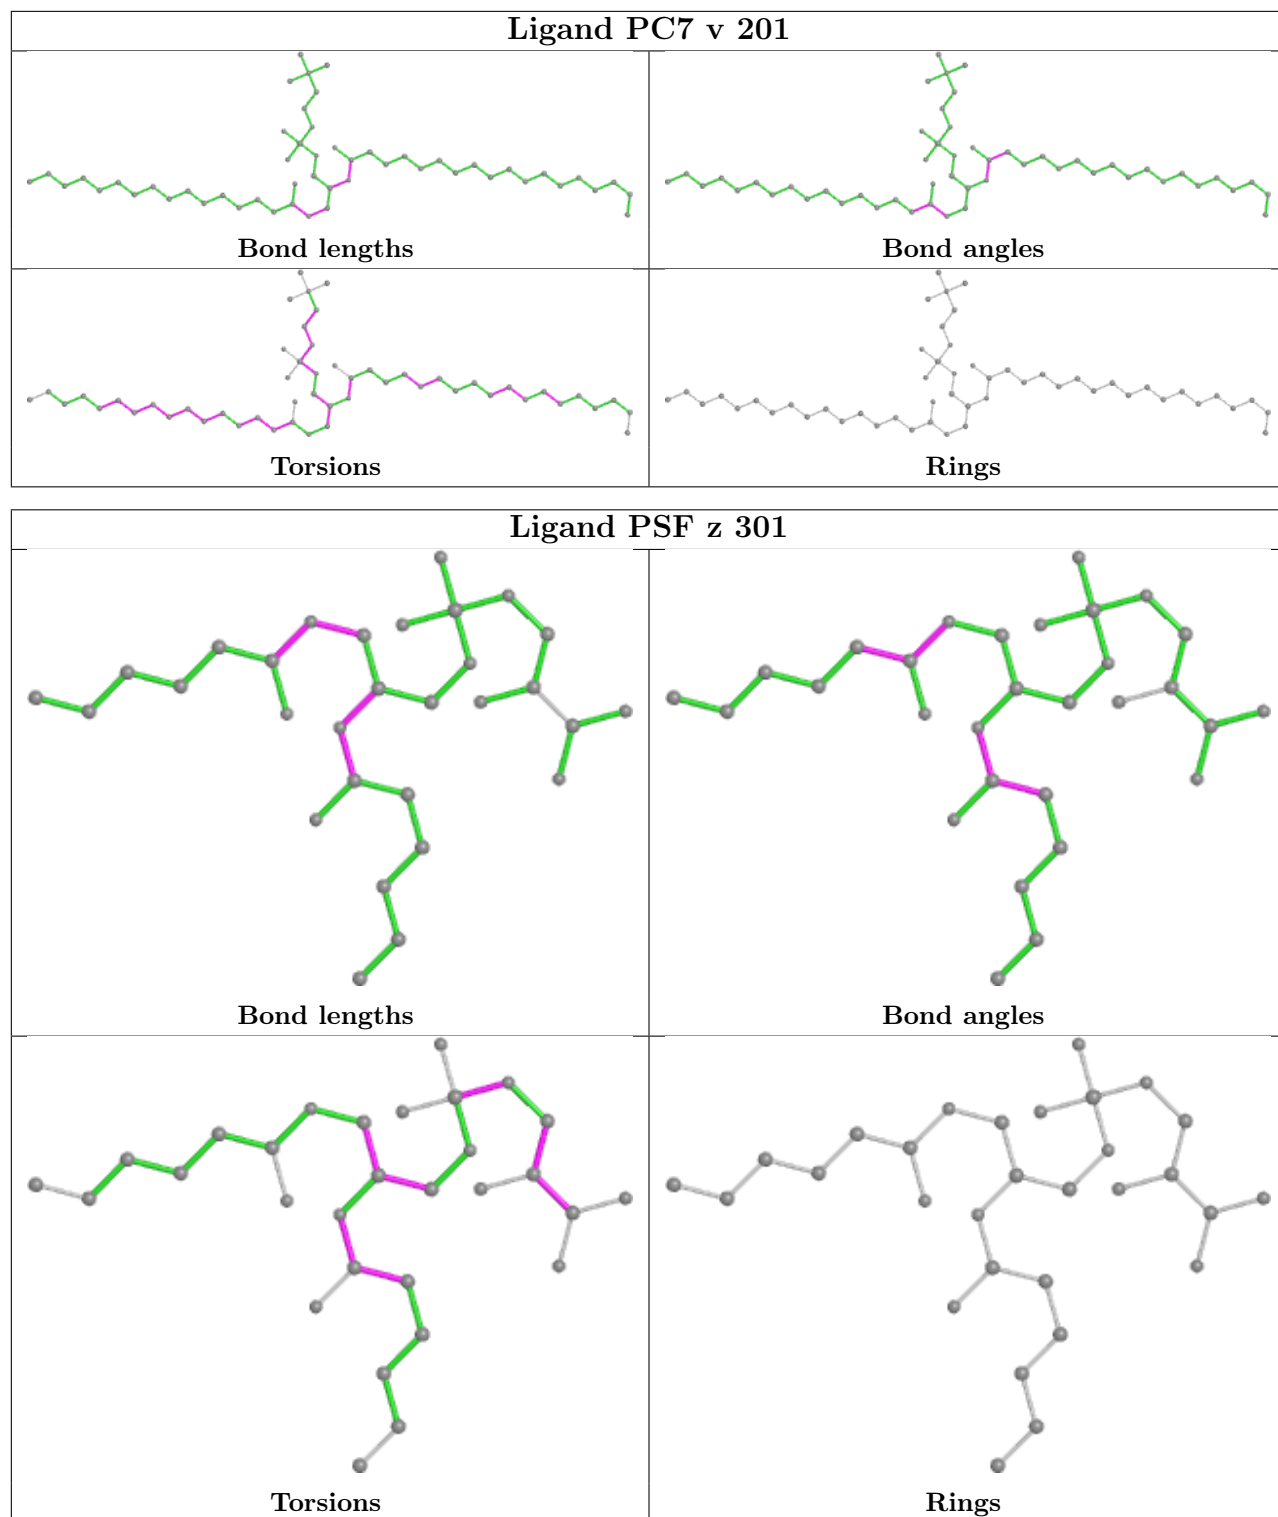 Ligand PC7 v 201
Bond lengths
Bond angles
Torsions
Rings
Ligand PSF z 301
Bond lengths
Bond angles
Torsions
Rings